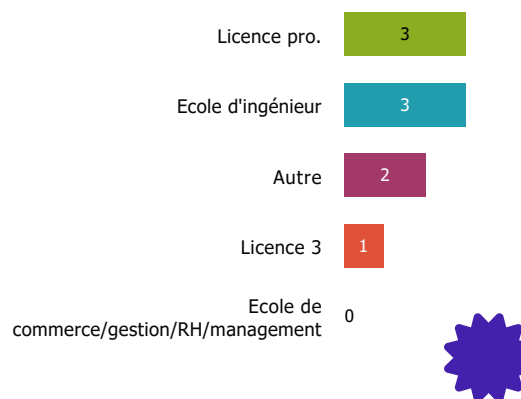 Licence pro.
3
Ecole d'ingénieur
3
Autre
2
Licence 3
1
Ecole de
commerce/gestion/RH/management
0